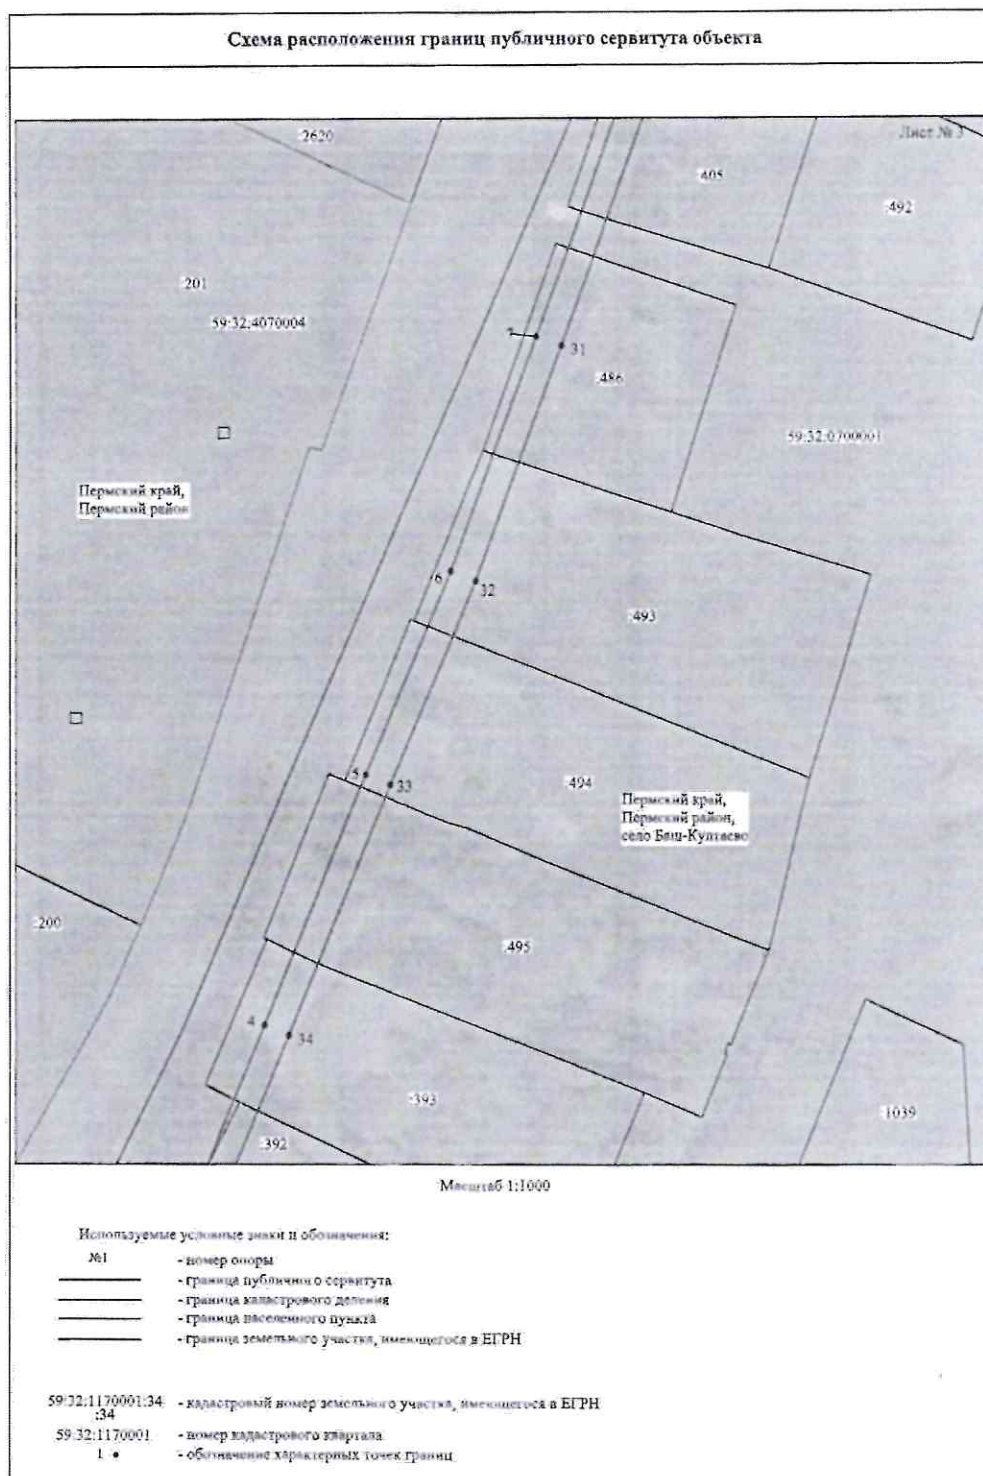 Схема расположения границ публичного сервитута объекта
Лист № 3
:2620
:405
:492
:201
59:32:4070004
7
31
:486
59:32:0700001
Пермский край,
Пермский район
6
32
:493
5
33
:494
Пермский край,
Пермский район,
село Баш-Култаево
:200
:495
4
34
:393
:1039
:392
Масштаб 1:1000
Используемые условные знаки и обозначения:
№1 - номер опоры
- граница публичного сервитута
- граница кадастрового деления
- граница населенного пункта
- граница земельного участка, имеющегося в ЕГРН
59:32:1170001:34 - кадастровый номер земельного участка, имеющегося в ЕГРН
:34
59:32:1170001 - номер кадастрового квартала
1 • - обозначение характерных точек границ